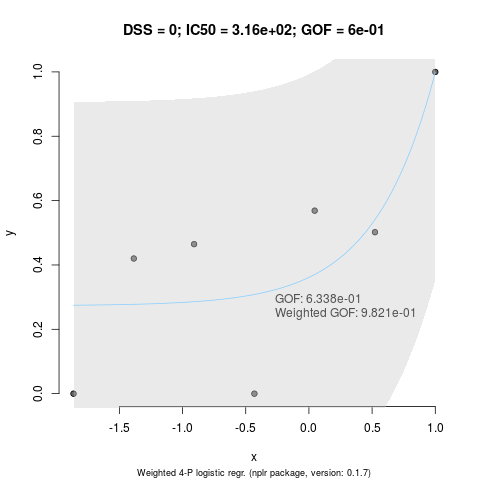 DSS = 0; IC50 = 3.16e+02; GOF = 6e-01
1.0
0.8
0.6
0.4
0.2
0.0
y
GOF: 6.338e-01
Weighted GOF: 9.821e-01
-1.5 -1.0 -0.5 0.0 0.5 1.0
x
Weighted 4-P logistic regr. (nplr package, version: 0.1.7)